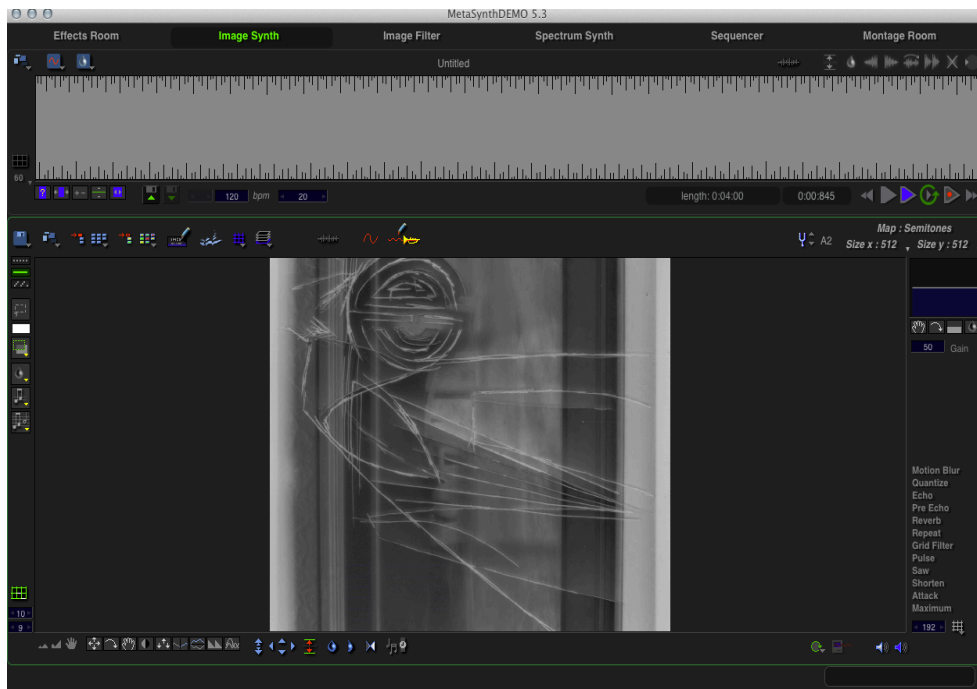 MetaSynthDEMO 5.3
Effects Room Image Synth Image Filter Spectrum Synth Sequencer Montage Room
Untitled
60
? 120 bpm 20 length: 0:04:00 0:00:845
A2 Map : Semitones
Size x : 512 Size y : 512
50 Gain
Motion Blur
Quantize
Echo
Pre Echo
Reverb
Repeat
Grid Filter
Pulse
Saw
Shorten
Attack
Maximum
10
9
192